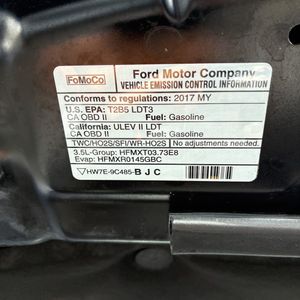 FoMoCo
Ford Motor Company
VEHICLE EMISSION CONTROL INFORMATION
Conforms to regulations: 2017 MY
U.S. EPA: T2B5 LDT3
CA OBD II Fuel: Gasoline
California: ULEV II LDT
CA OBD II Fuel: Gasoline
TWC/HO2S/SFI/WR-HO2S No adjustments needed.
3.5L-Group: HFMXT03.73E8
Evap: HFMXR0145GBC
HW7E-9C485-BJC